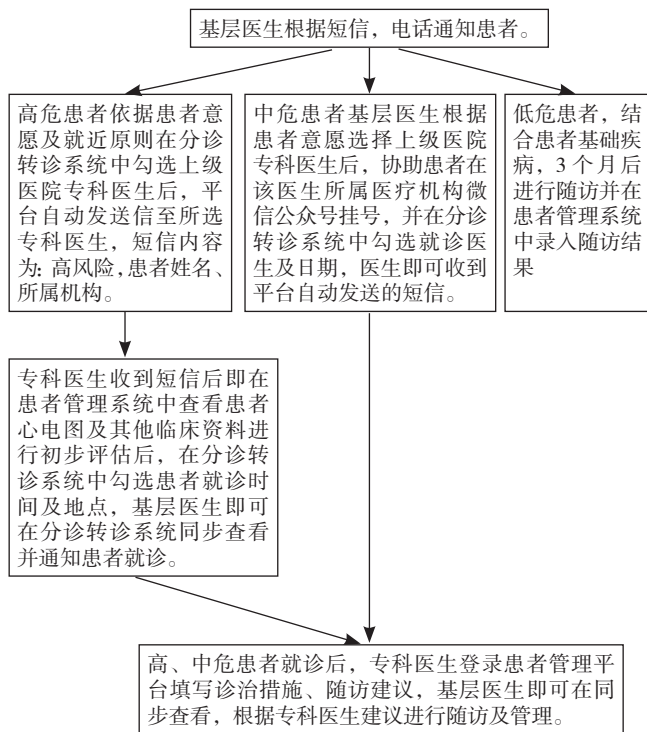 基层医生根据短信，电话通知患者。
高危患者依据患者意
愿及就近原则在分诊
转诊系统中勾选上级
医院专科医生后，平
台自动发送信至所选
专科医生，短信内容
为：高风险，患者姓名、
所属机构。
中危患者基层医生根据
患者意愿选择上级医院
专科医生后，协助患者在
该医生所属医疗机构微
信公众号挂号，并在分诊
转诊系统中勾选就诊医
生及日期，医生即可收到
平台自动发送的短信。
低危患者，结
合患者基础疾
病，3个月后
进行随访并在
患者管理系统
中录入随访结
果
专科医生收到短信后即在
患者管理系统中查看患者
心电图及其他临床资料进
行初步评估后，在分诊转
诊系统中勾选患者就诊时
间及地点，基层医生即可
在分诊转诊系统同步查看
并通知患者就诊。
高、中危患者就诊后，专科医生登录患者管理平
台填写诊治措施、随访建议，基层医生即可在同
步查看，根据专科医生建议进行随访及管理。